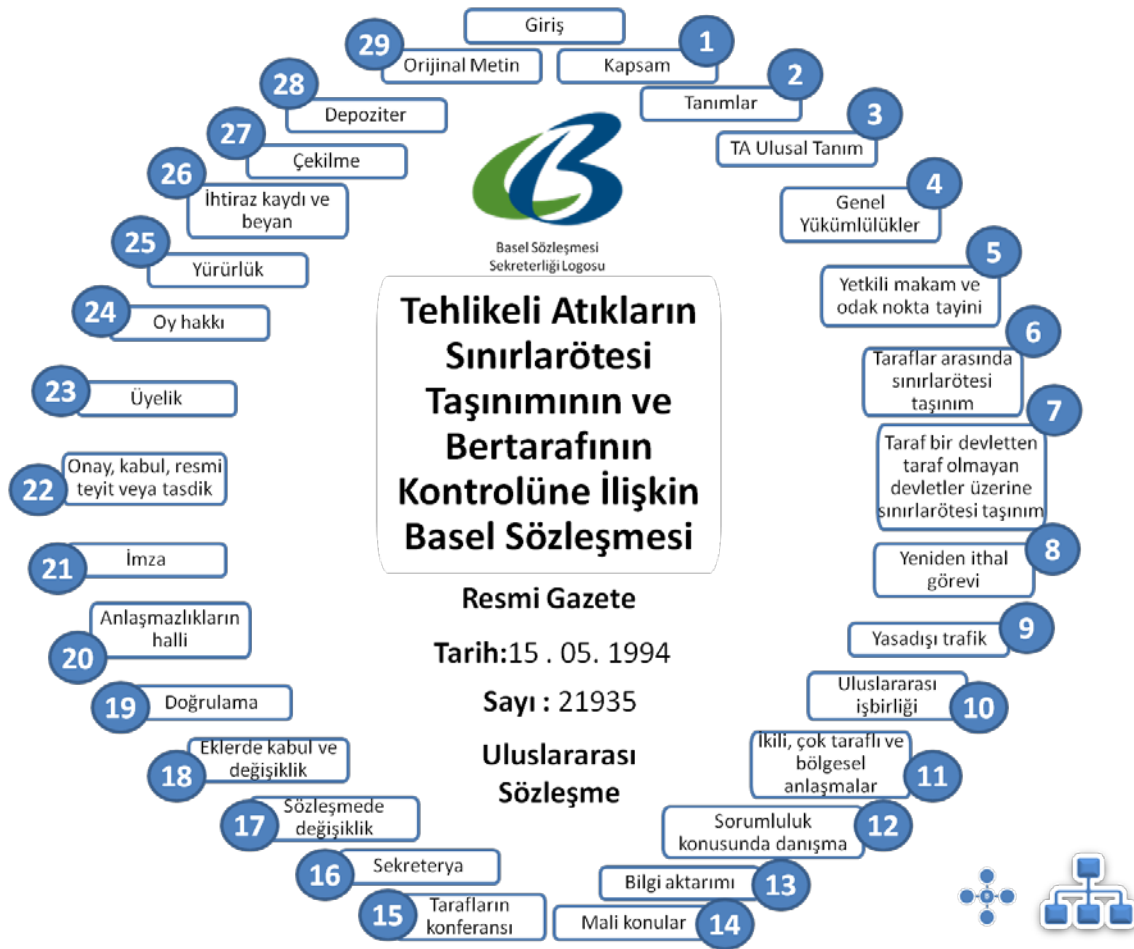 Giriş
1
Kapsam
2
Tanımlar
3
TA Ulusal Tanım
4
Genel
Yükümlülükler
5
Yetkili makam ve
odak nokta tayini
6
Taraflar arasında
sınırlarötesi
taşınım
7
Taraf bir devletten
taraf olmayan
devletler üzerine
sınırlarötesi taşınım
8
Yeniden ithal
görevi
9
Yasadışı trafik
10
Uluslararası
işbirliği
11
İkili, çok taraflı ve
bölgesel
anlaşmalar
12
Sorumluluk
konusunda danışma
13
Bilgi aktarımı
14
Mali konular
15
Tarafların
konferansı
16
Sekreterya
17
Sözleşmede
değişiklik
18
Eklerde kabul ve
değişiklik
19
Doğrulama
20
Anlaşmazlıkların
halli
21
İmza
22
Onay, kabul, resmi
teyit veya tasdik
23
Üyelik
24
Oy hakkı
25
Yürürlük
26
İhtiraz kaydı ve
beyan
27
Çekilme
28
Depoziter
29
Orijinal Metin
Basel Sözleşmesi
Sekreterliği Logosu
Tehlikeli Atıkların
Sınırlarötesi
Taşınımının ve
Bertarafının
Kontrolüne İlişkin
Basel Sözleşmesi
Resmi Gazete
Tarih:15 . 05. 1994
Sayı : 21935
Uluslararası
Sözleşme